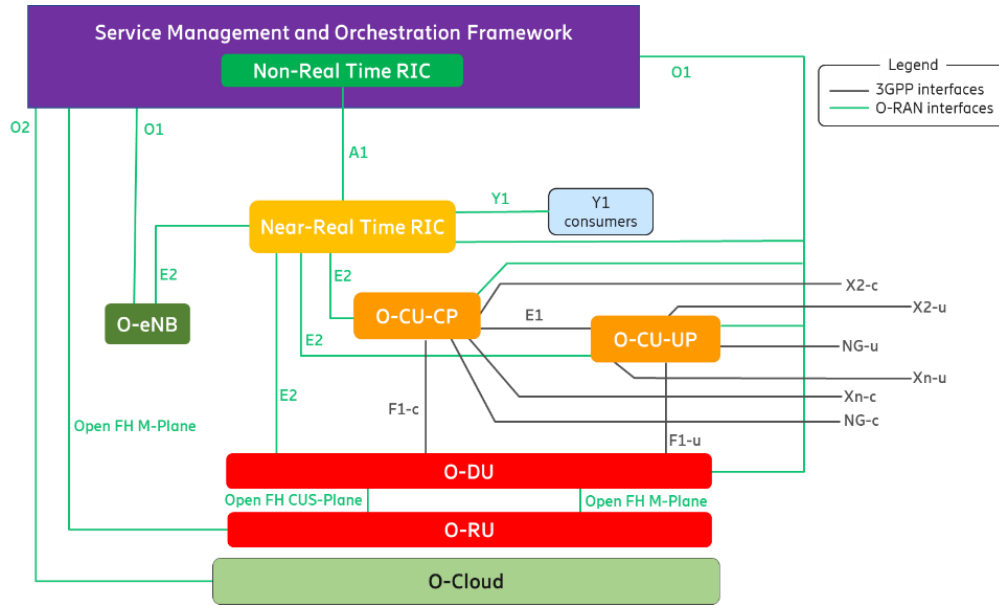 Service Management and Orchestration Framework
Non-Real Time RIC
O1
Legend
3GPP interfaces
O-RAN interfaces
O2
O1
A1
Y1
Y1
consumers
Near-Real Time RIC
E2
E2
X2-c
X2-u
O-CU-CP
E1
O-eNB
E2
O-CU-UP
NG-u
Xn-u
E2
Xn-c
F1-c
NG-c
Open FH M-Plane
F1-u
O-DU
Open FH CUS-Plane
Open FH M-Plane
O-RU
O-Cloud